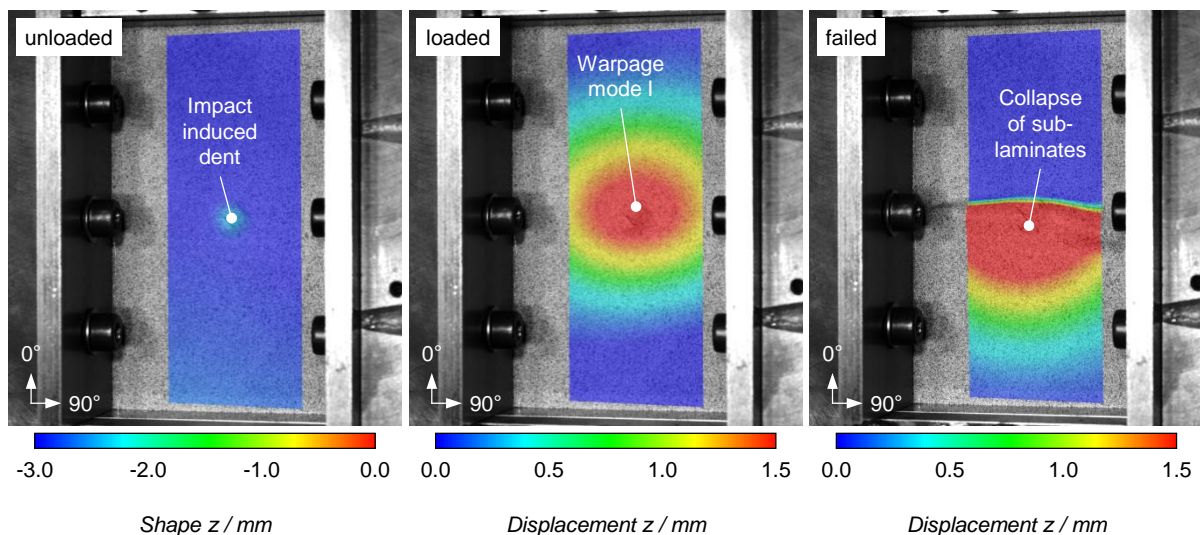 unloaded
Impact
induced
dent
0°
90°
-3.0 -2.0 -1.0 0.0
Shape z / mm
loaded
Warpage
mode I
0°
90°
0.0 0.5 1.0 1.5
Displacement z / mm
failed
Collapse
of sub-
laminates
0°
90°
0.0 0.5 1.0 1.5
Displacement z / mm